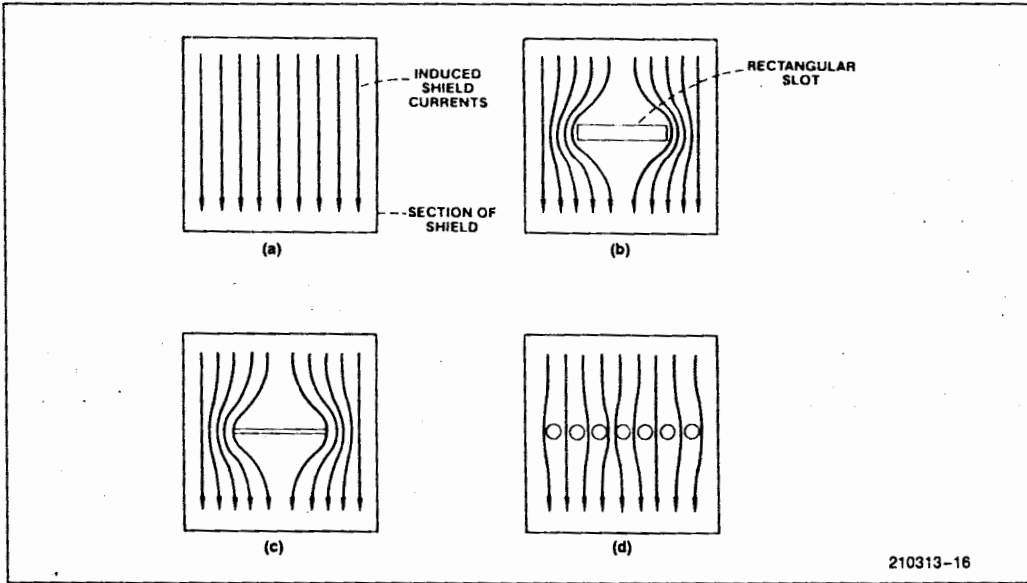 INDUCED
SHIELD
CURRENTS
SECTION OF
SHIELD
(a)
RECTANGULAR
SLOT
(b)
(c)
(d)
210313-16